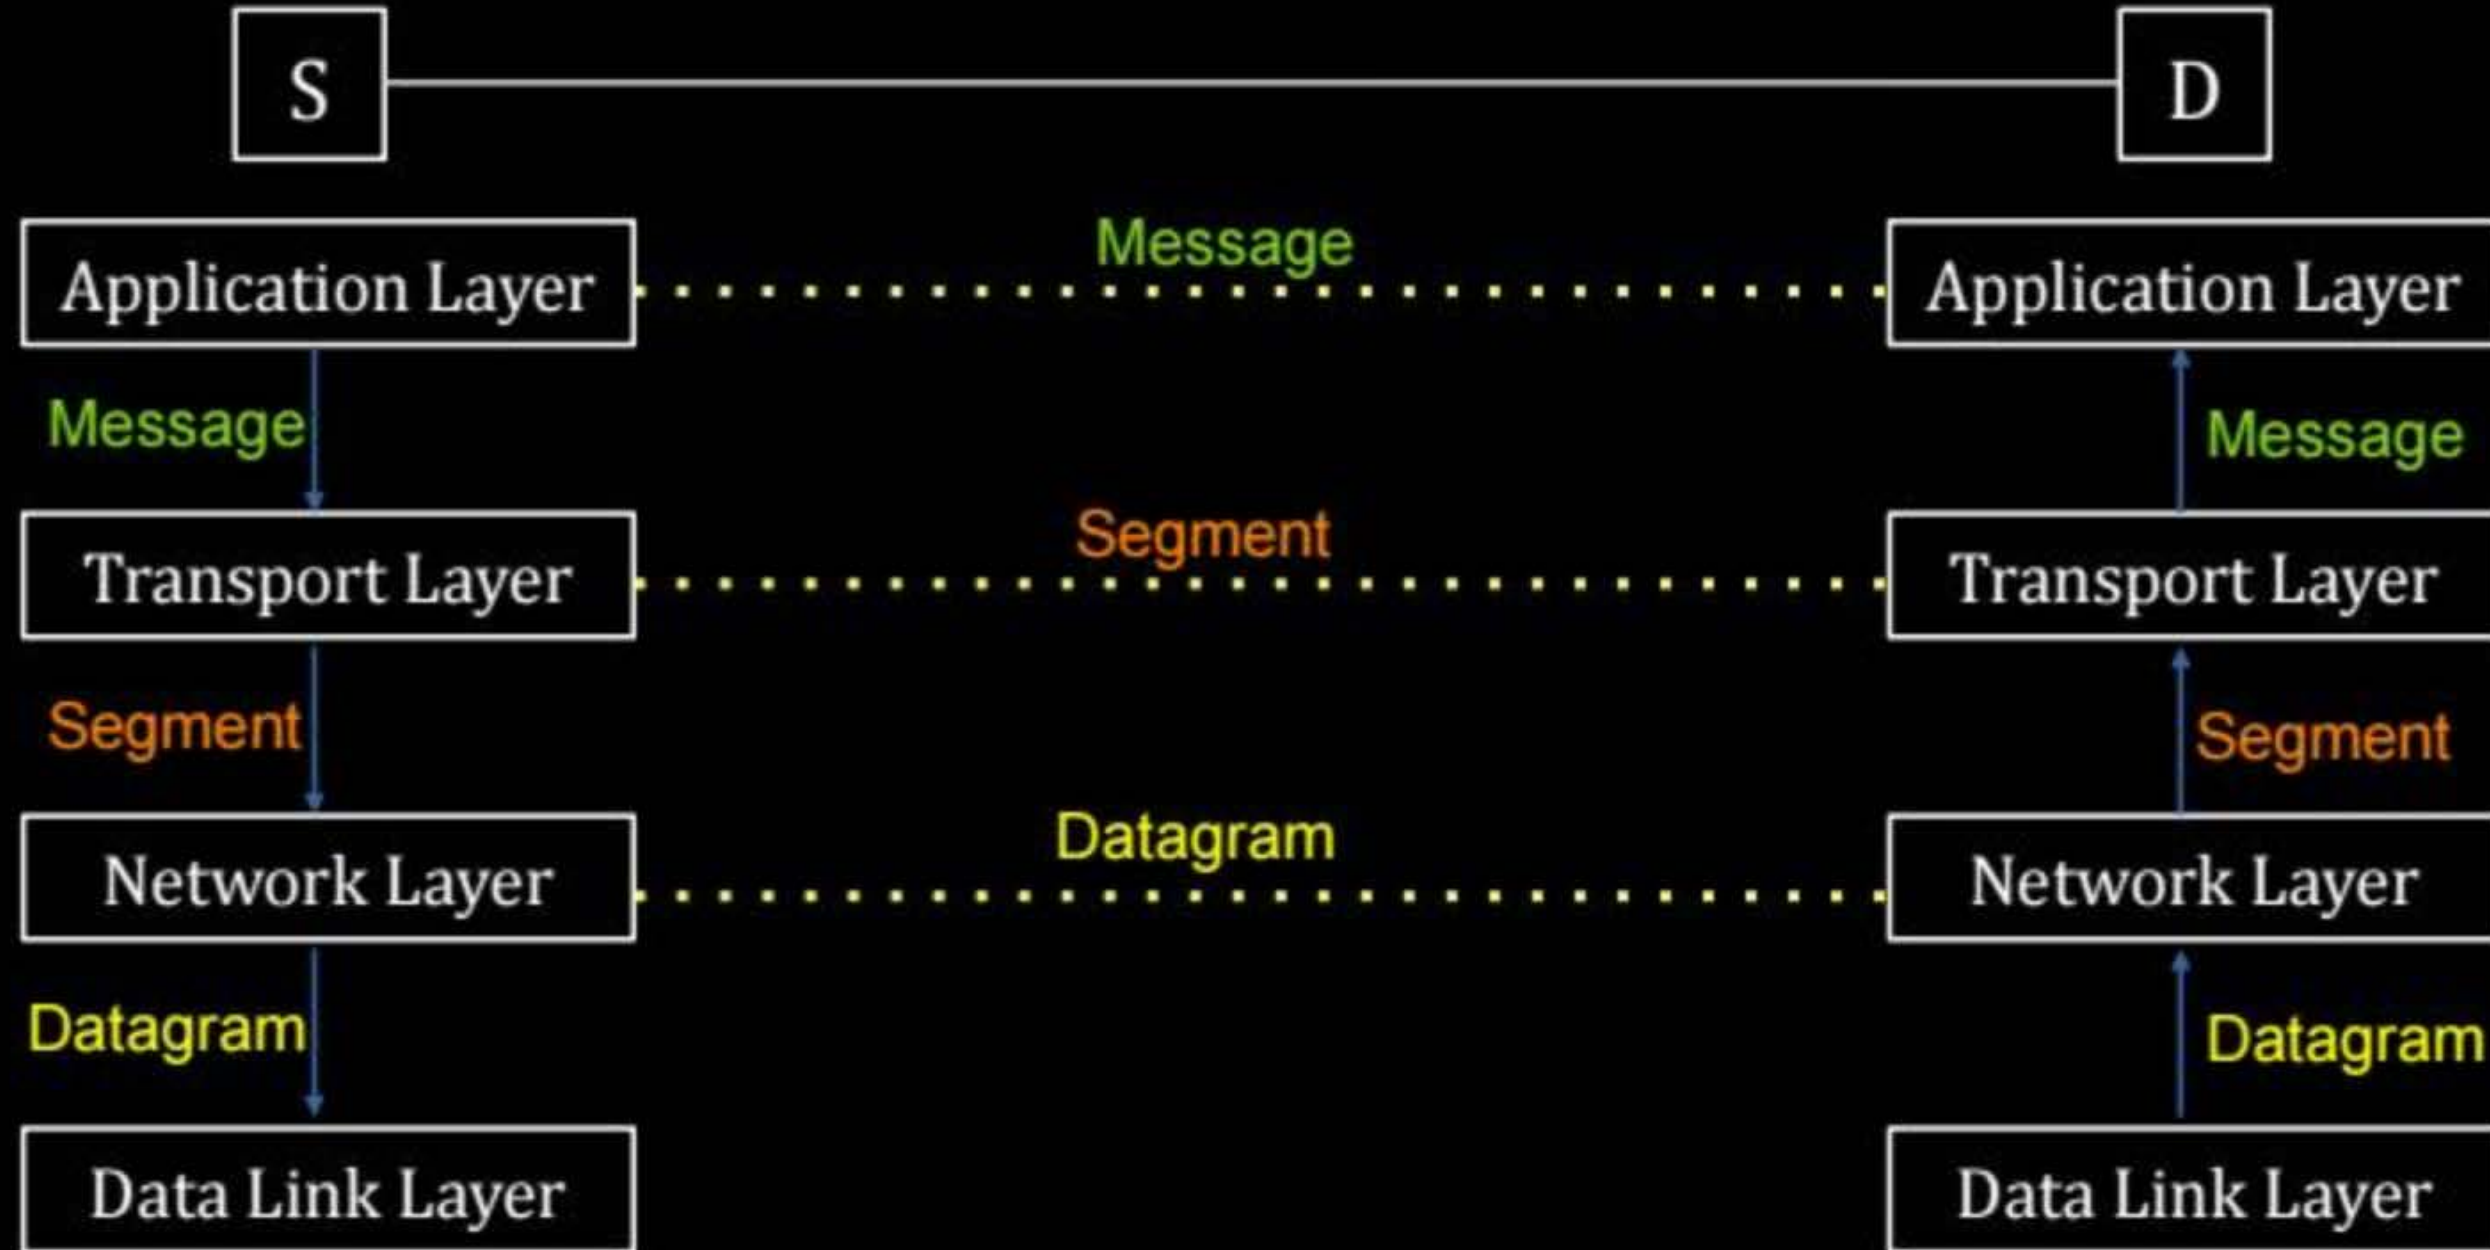 S
D
Message
Application Layer
Application Layer
Message
Message
Segment
Transport Layer
Transport Layer
Segment
Segment
Datagram
Network Layer
Network Layer
Datagram
Datagram
Data Link Layer
Data Link Layer